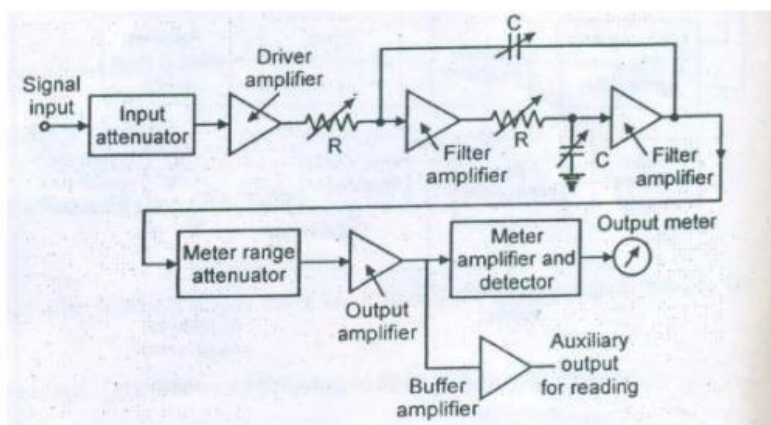 C
Driver
amplifier
Signal
input
Input
attenuator
R
Filter
amplifier
R
C
Filter
amplifier
Meter range
attenuator
Output
amplifier
Meter
amplifier and
detector
Output meter
Buffer
amplifier
Auxiliary
output
for reading